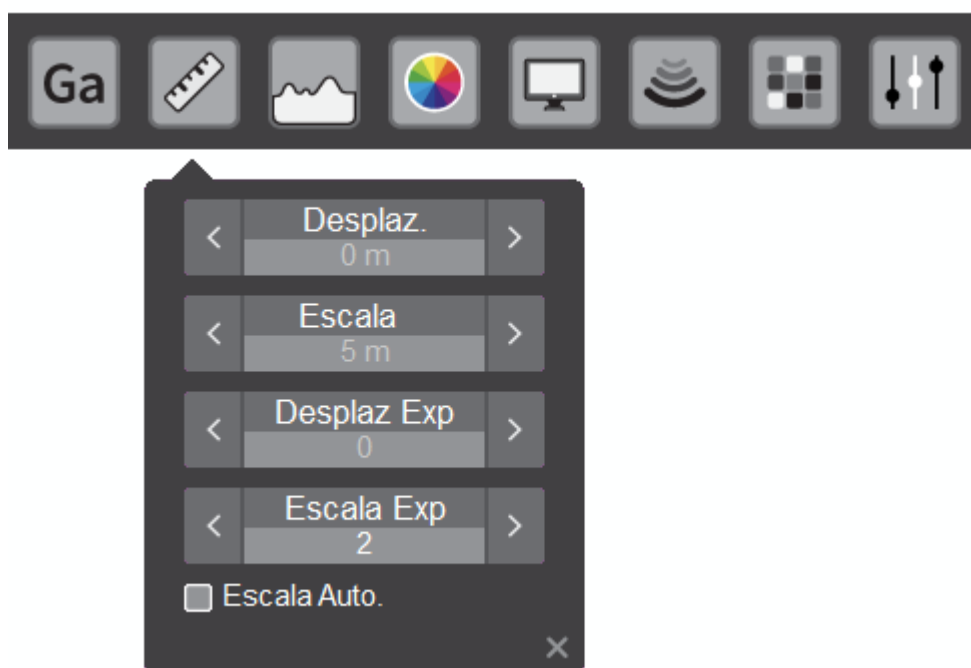 Ga
Desplaz.
0 m
Escala
5 m
Desplaz Exp
0
Escala Exp
2
Escala Auto.